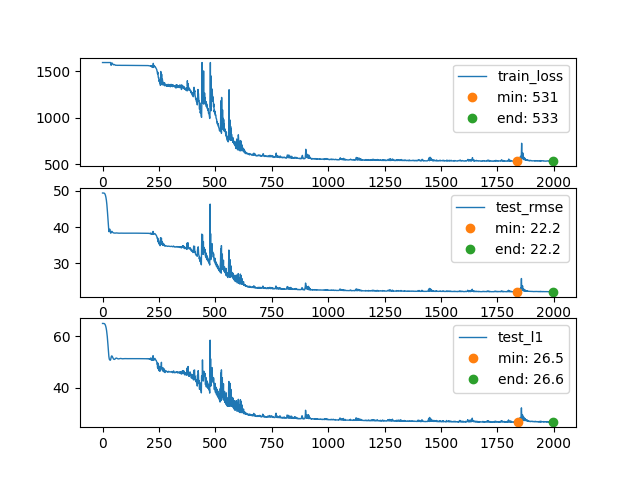 1500
1000
500
train_loss
min: 531
end: 533
0 250 500 750 1000 1250 1500 1750 2000
50
40
30
test_rmse
min: 22.2
end: 22.2
0 250 500 750 1000 1250 1500 1750 2000
60
40
test_l1
min: 26.5
end: 26.6
0 250 500 750 1000 1250 1500 1750 2000